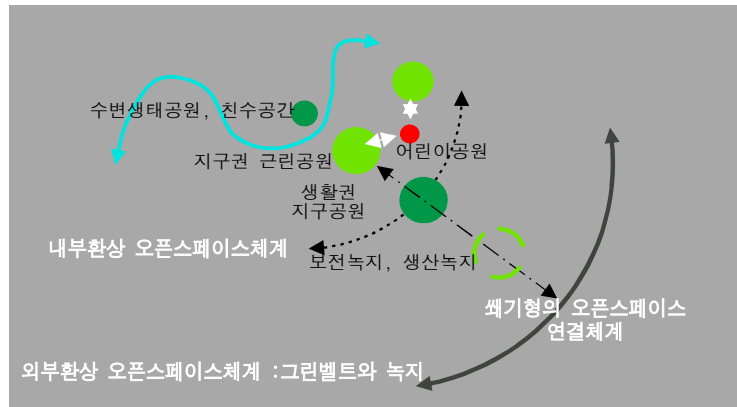 수변생태공원, 친수공간
지구권 근린공원
어린이공원
생활권
지구공원
내부환상 오픈스페이스체계
보전녹지, 생산녹지
쐐기형의 오픈스페이스
연결체계
외부환상 오픈스페이스체계 :그린벨트와 녹지